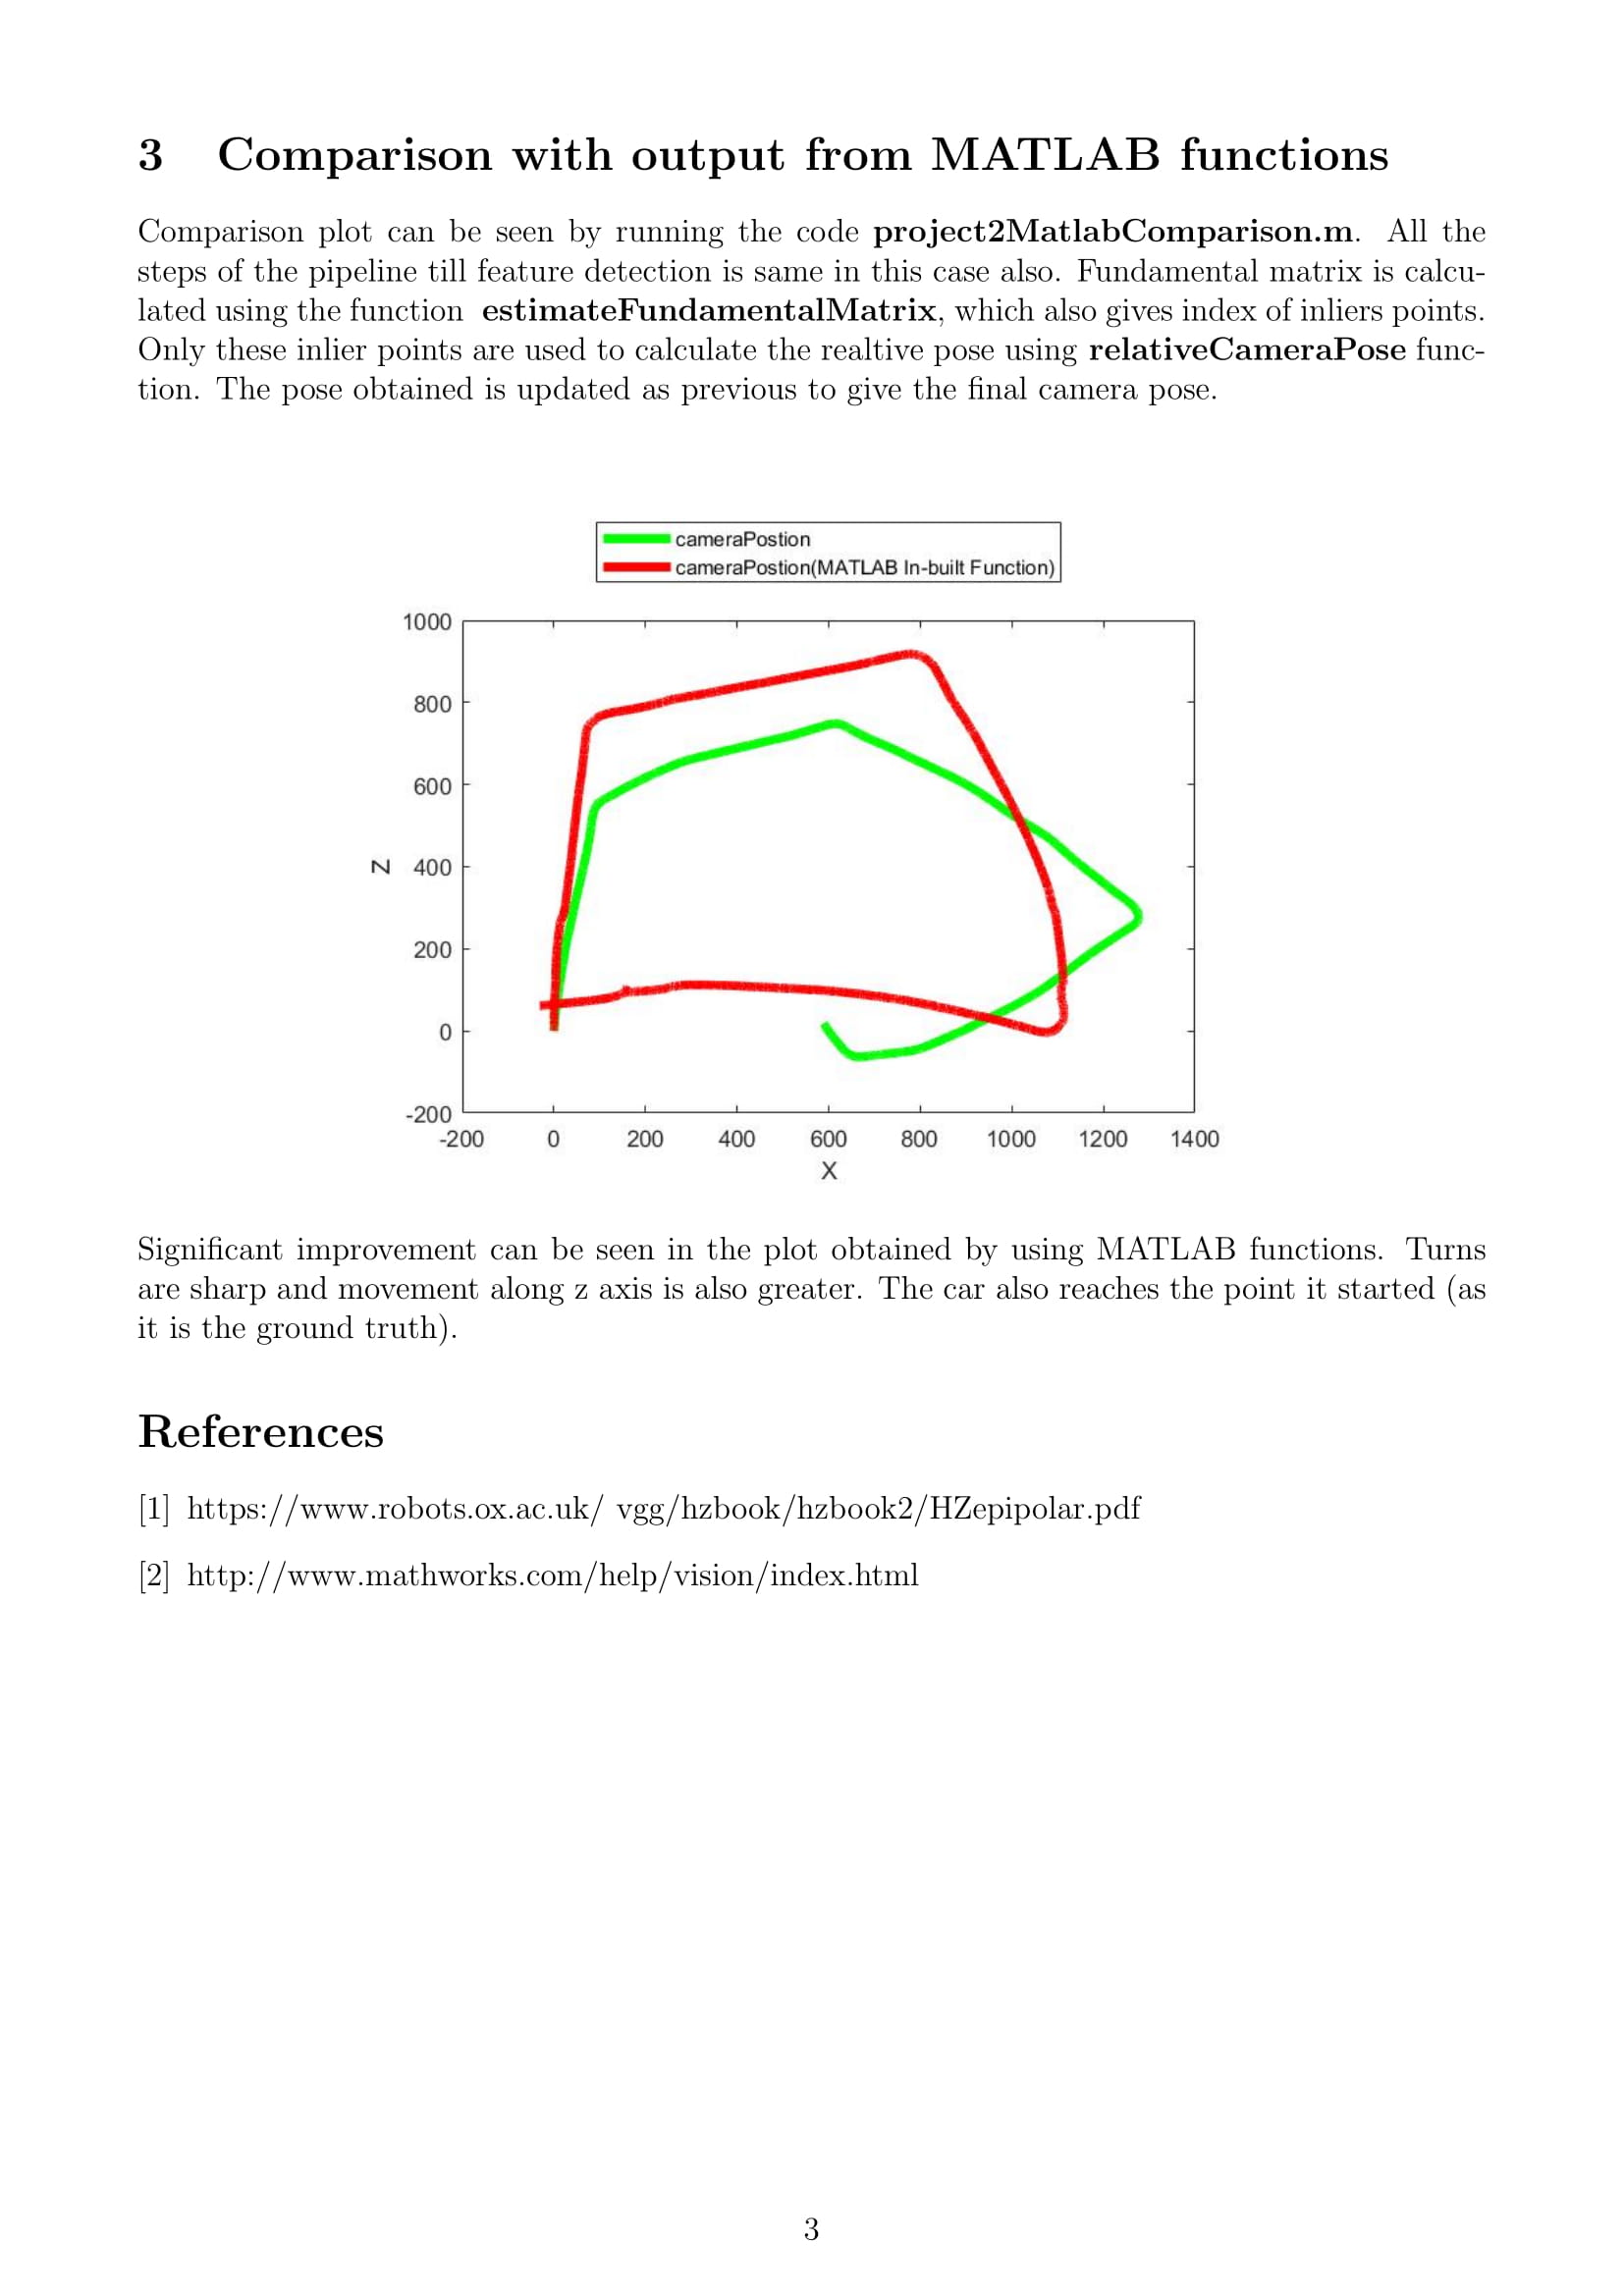 3 Comparison with output from MATLAB functions
Comparison plot can be seen by running the code project2MatlabComparison.m. All the
steps of the pipeline till feature detection is same in this case also. Fundamental matrix is calcu-
lated using the function estimateFundamentalMatrix, which also gives index of inliers points.
Only these inlier points are used to calculate the realtive pose using relativeCameraPose func-
tion. The pose obtained is updated as previous to give the final camera pose.
cameraPostion
cameraPostion(MATLAB In-built Function)
1000
800
600
Z 400
200
0
-200
-200 0 200 400 600 800 1000 1200 1400
X
Significant improvement can be seen in the plot obtained by using MATLAB functions. Turns
are sharp and movement along z axis is also greater. The car also reaches the point it started (as
it is the ground truth).
References
[1] https://www.robots.ox.ac.uk/ vgg/hzbook/hzbook2/HZepipolar.pdf
[2] http://www.mathworks.com/help/vision/index.html
3